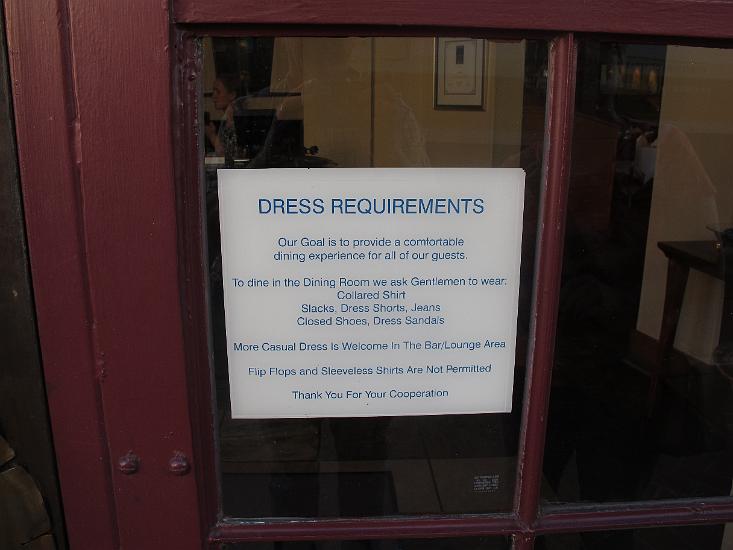 DRESS REQUIREMENTS
Our Goal is to provide a comfortable
dining experience for all of our guests.
To dine in the Dining Room we ask Gentlemen to wear:
Collared Shirt
Slacks, Dress Shorts, Jeans
Closed Shoes, Dress Sandals
More Casual Dress Is Welcome In The Bar/Lounge Area
Flip Flops and Sleeveless Shirts Are Not Permitted
Thank You For Your Cooperation